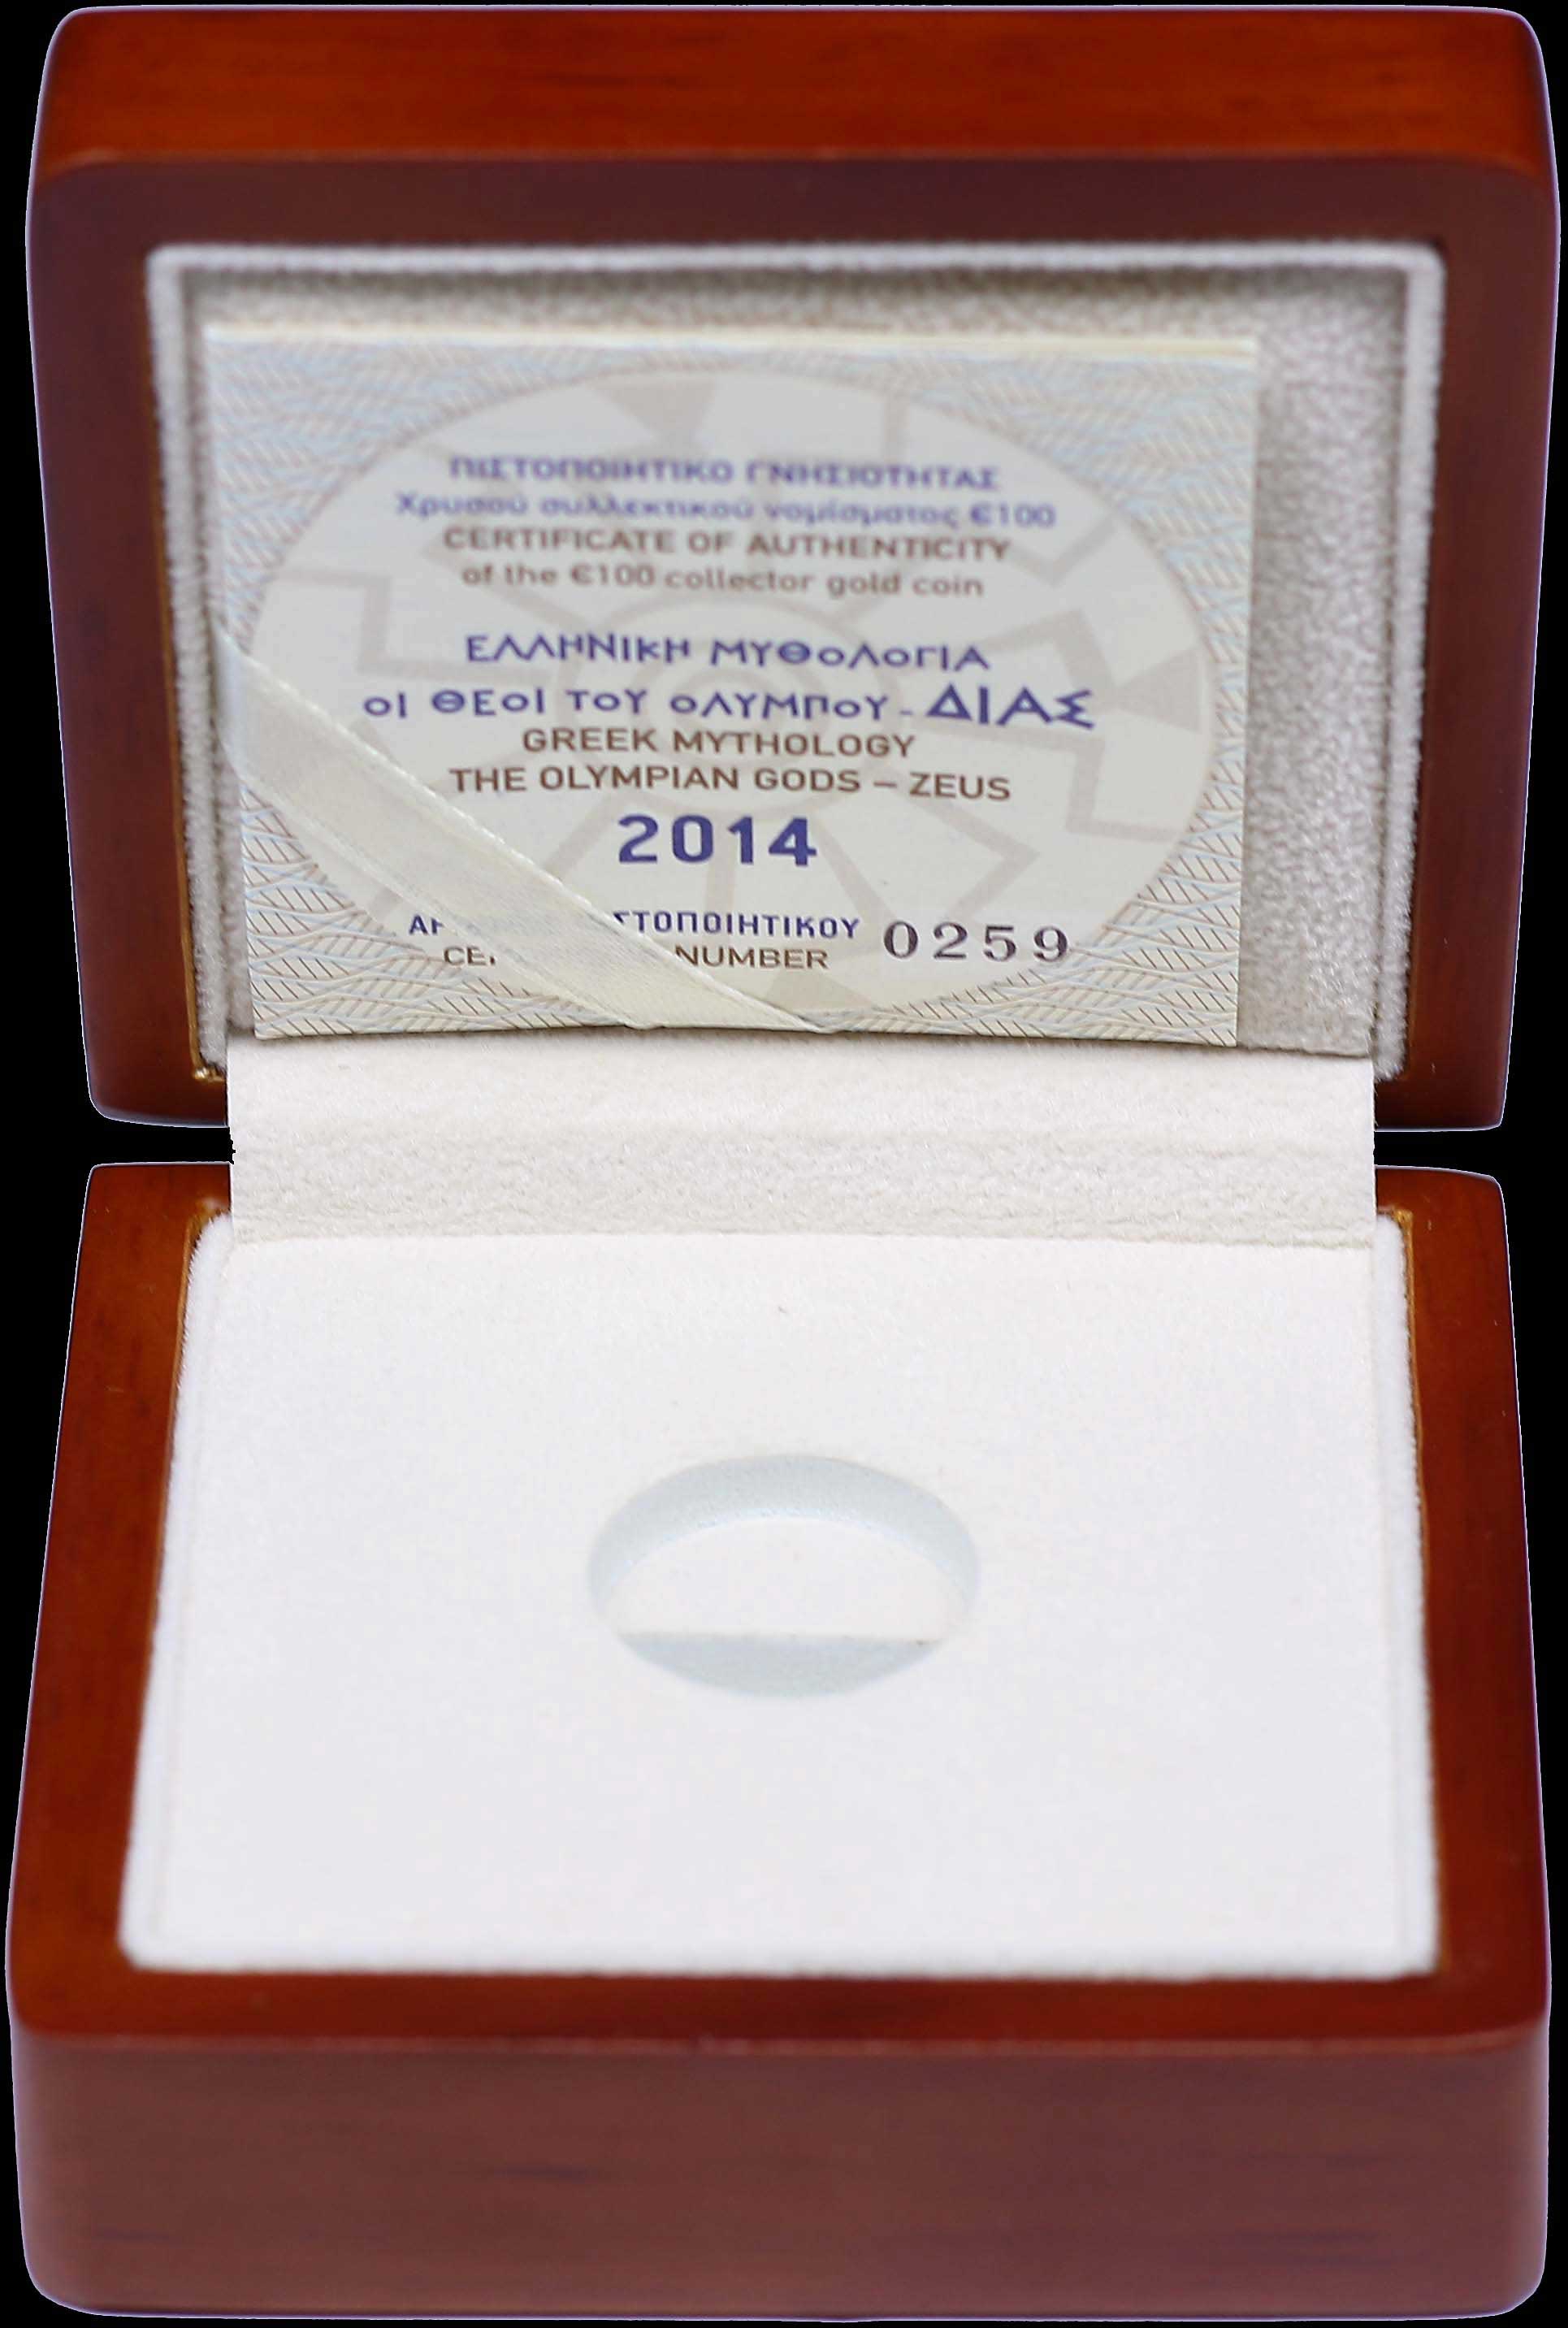 ΠΙΣΤΟΠΟΙΗΤΙΚΟ ΓΝΗΣΙΟΤΗΤΑΣ
Χρυσού συλλεκτικού νομίσματος €100
CERTIFICATE OF AUTHENTICITY
of the €100 collector gold coin
ΕΛΛΗΝΙΚΗ ΜΥΘΟΛΟΓΙΑ
ΟΙ ΘΕΟΙ ΤΟΥ ΟΛΥΜΠΟΥ - ΔΙΑΣ
GREEK MYTHOLOGY
THE OLYMPIAN GODS – ZEUS
2014
0259
NUMBER